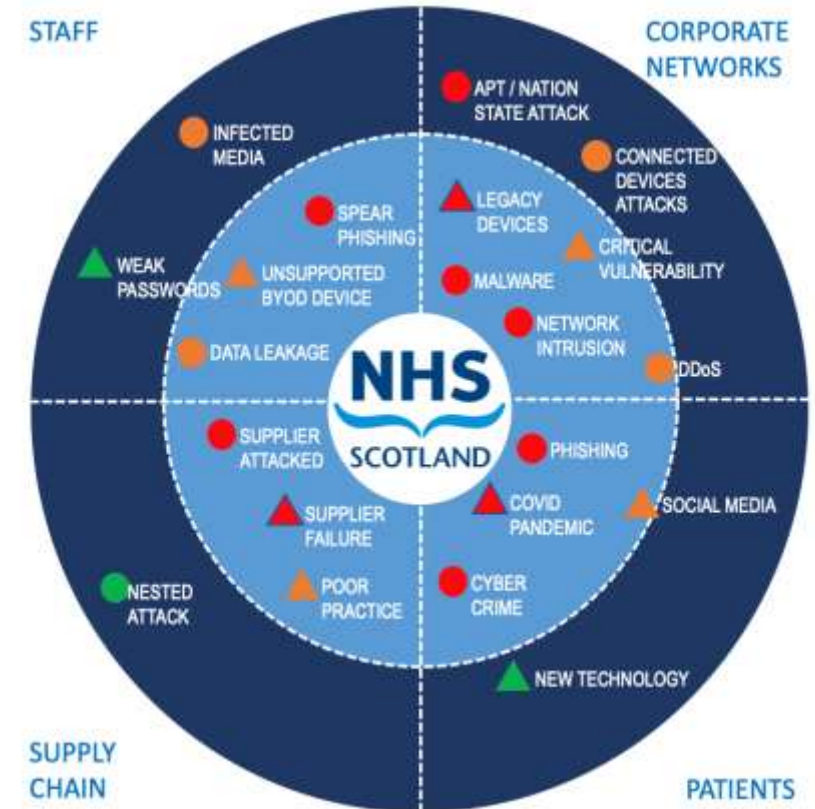 STAFF
CORPORATE
NETWORKS
APT / NATION
STATE ATTACK
INFECTED
MEDIA
CONNECTED
DEVICES
ATTACKS
LEGACY
DEVICES
SPEAR
PHISHING
CRITICAL
VULNERABILITY
WEAK
PASSWORDS
UNSUPPORTED
BYOD DEVICE
MALWARE
NETWORK
INTRUSION
DATA LEAKAGE
DDoS
NHS
SCOTLAND
SUPPLIER
ATTACKED
PHISHING
SUPPLIER
FAILURE
COVID
PANDEMIC
SOCIAL MEDIA
NESTED
ATTACK
POOR
PRACTICE
CYBER
CRIME
NEW TECHNOLOGY
SUPPLY
CHAIN
PATIENTS